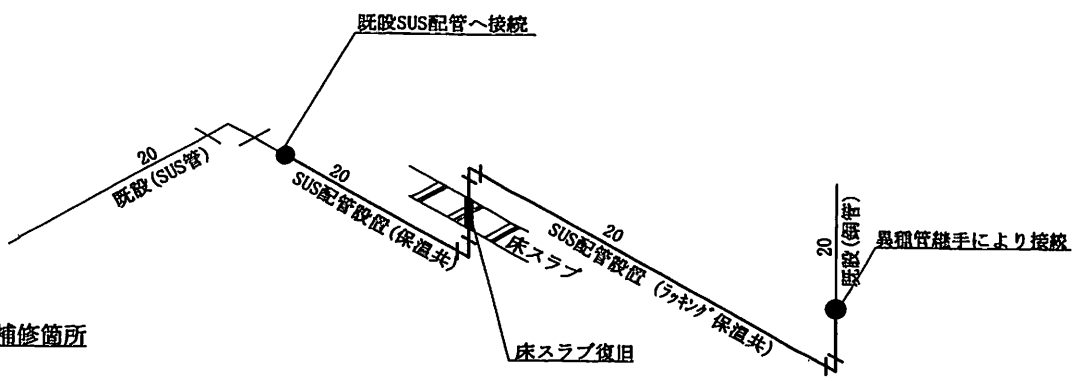 既設SUS配管へ接続
20
既設(SUS管)
20
SUS配管設置(保温共)
床スラブ
20
SUS配管設置(ラッキング保温共)
20
既設(銅管)
異種管継手により接続
床スラブ復旧
補修箇所